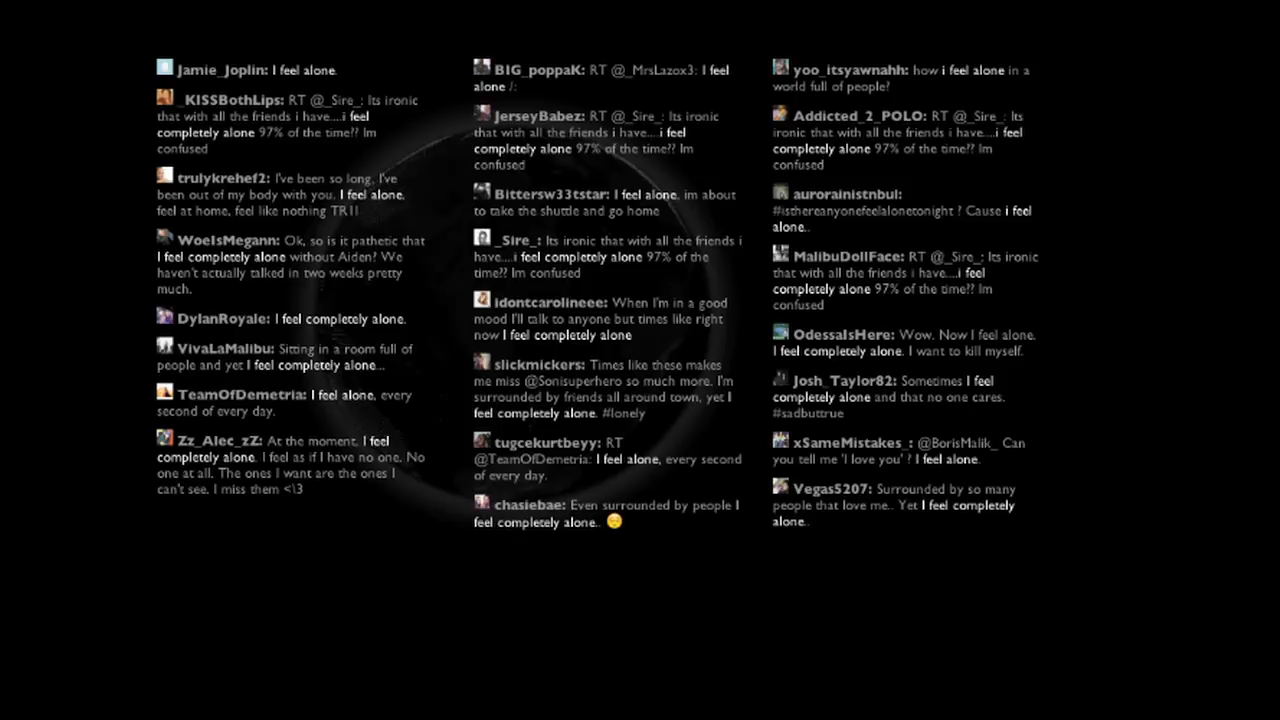 Jamie_Joplin: I feel alone.
_KISSBothLips: RT @_Sire_: Its ironic
that with all the friends i have....i feel
completely alone 97% of the time?? Im
confused
trulykrehef2: I've been so long, I've
been out of my body with you, I feel alone,
feel at home, feel like nothing TR1l
WoeIsMegann: Ok, so is it pathetic that
I feel completely alone without Aiden? We
haven't actually talked in two weeks pretty
much.
DylanRoyale: I feel completely alone.
VivaLaMalibu: Sitting in a room full of
people and yet I feel completely alone...
TeamOfDemetria: I feel alone, every
second of every day.
Zz_Alec_zZ: At the moment, I feel
completely alone. I feel as if I have no one. No
one at all. The ones I want are the ones I
can't see. I miss them <\3
BIG_poppaK: RT @_MrsLazox3: I feel
alone /:
JerseyBabez: RT @_Sire_: Its ironic
that with all the friends i have....i feel
completely alone 97% of the time?? Im
confused
Bittersw33tstar: I feel alone, im about
to take the shuttle and go home
_Sire_: Its ironic that with all the friends i
have....i feel completely alone 97% of the
time?? Im confused
idontcarolineee: When I'm in a good
mood I'll talk to anyone but times like right
now I feel completely alone
slickmickers: Times like these makes
me miss @Sonisuperhero so much more. I'm
surrounded by friends all around town, yet I
feel completely alone. #lonely
tugcekurtbeyy: RT
@TeamOfDemetria: I feel alone, every second
of every day.
chasiebae: Even surrounded by people I
feel completely alone..
yoo_itsyawnahh: how i feel alone in a
world full of people?
Addicted_2_POLO: RT @_Sire_: Its
ironic that with all the friends i have....i feel
completely alone 97% of the time?? Im
confused
aurorainistnbul:
#isthereanyonefeelalonetonight ? Cause i feel
alone..
MalibuDollFace: RT @_Sire_: Its ironic
that with all the friends i have....i feel
completely alone 97% of the time?? Im
confused
OdessaIsHere: Wow. Now I feel alone.
I feel completely alone. I want to kill myself.
Josh_Taylor82: Sometimes I feel
completely alone and that no one cares.
#sadbuttrue
xSameMistakes_: @BorisMalik_ Can
you tell me 'I love you' ? I feel alone.
Vegas5207: Surrounded by so many
people that love me.. Yet I feel completely
alone..